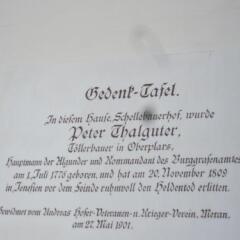 Gedenk-Tafel.
In diesem Hause, Schellebauerhof, wurde
Peter Thalguter,
Töllerbauer in Oberplars,
Hauptmann der Algunder und Kommandant des Burggrafenamtes
am 1. Juli 1776 geboren, und hat am 20. November 1809
in Jenesien vor dem Feinde ruhmvoll den Heldentod erlitten.
Gewidmet vom Andreas Hofer-Veteranen- u. Krieger-Verein, Meran,
am 27. Mai 1901.